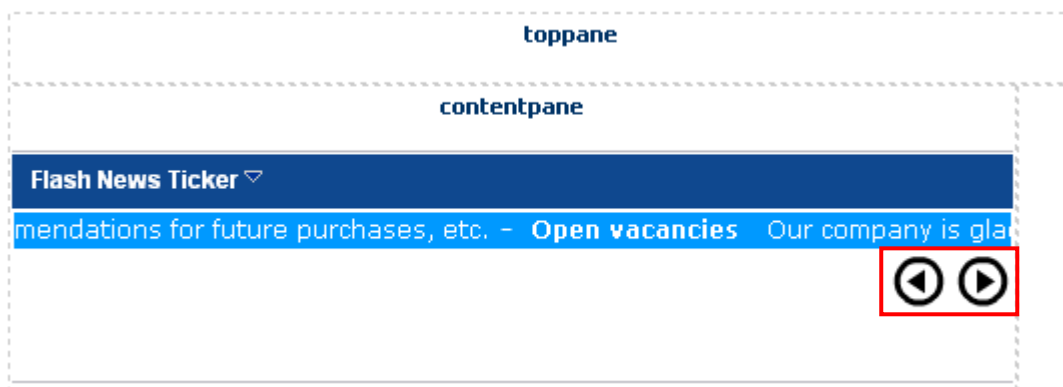 toppane
contentpane
Flash News Ticker
mendations for future purchases, etc. – Open vacancies Our company is gla